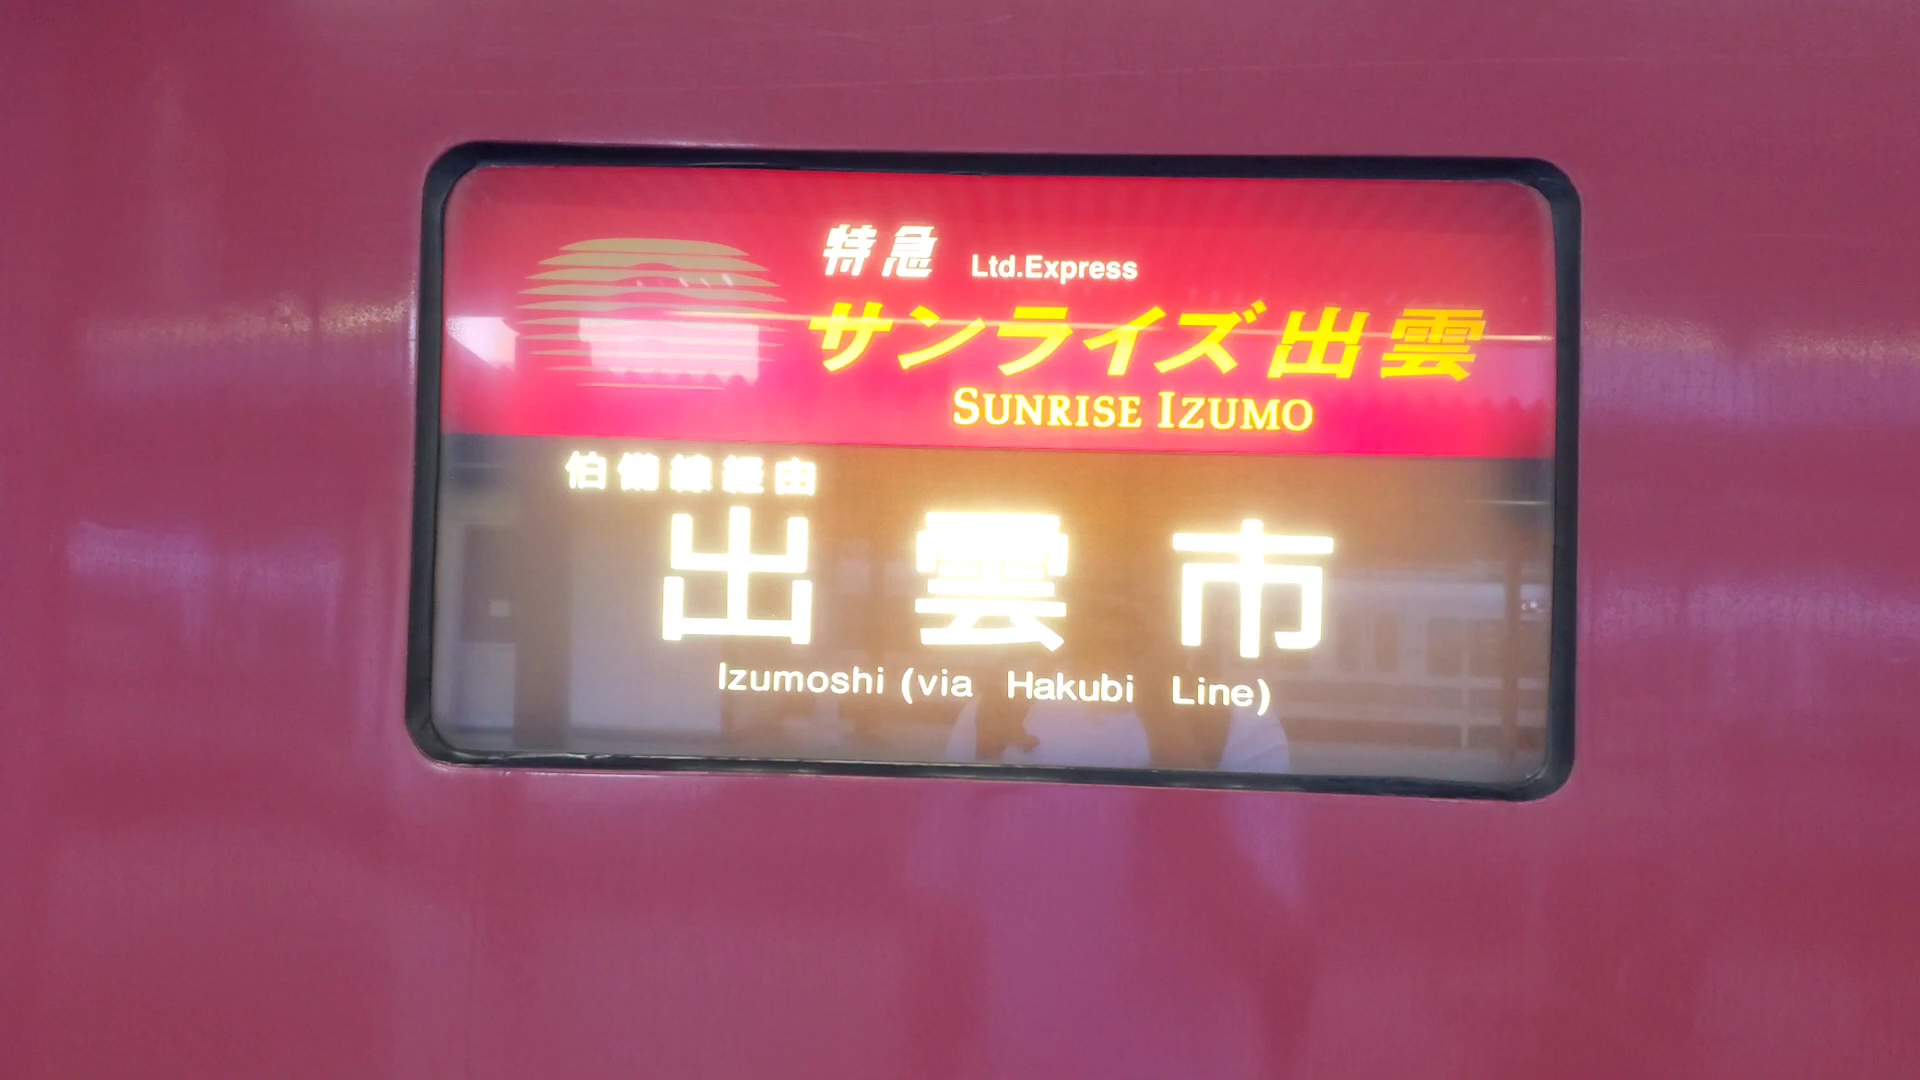 特急 Ltd.Express
サンライズ出雲
SUNRISE IZUMO
伯備線経由
出雲市
Izumoshi (via Hakubi Line)